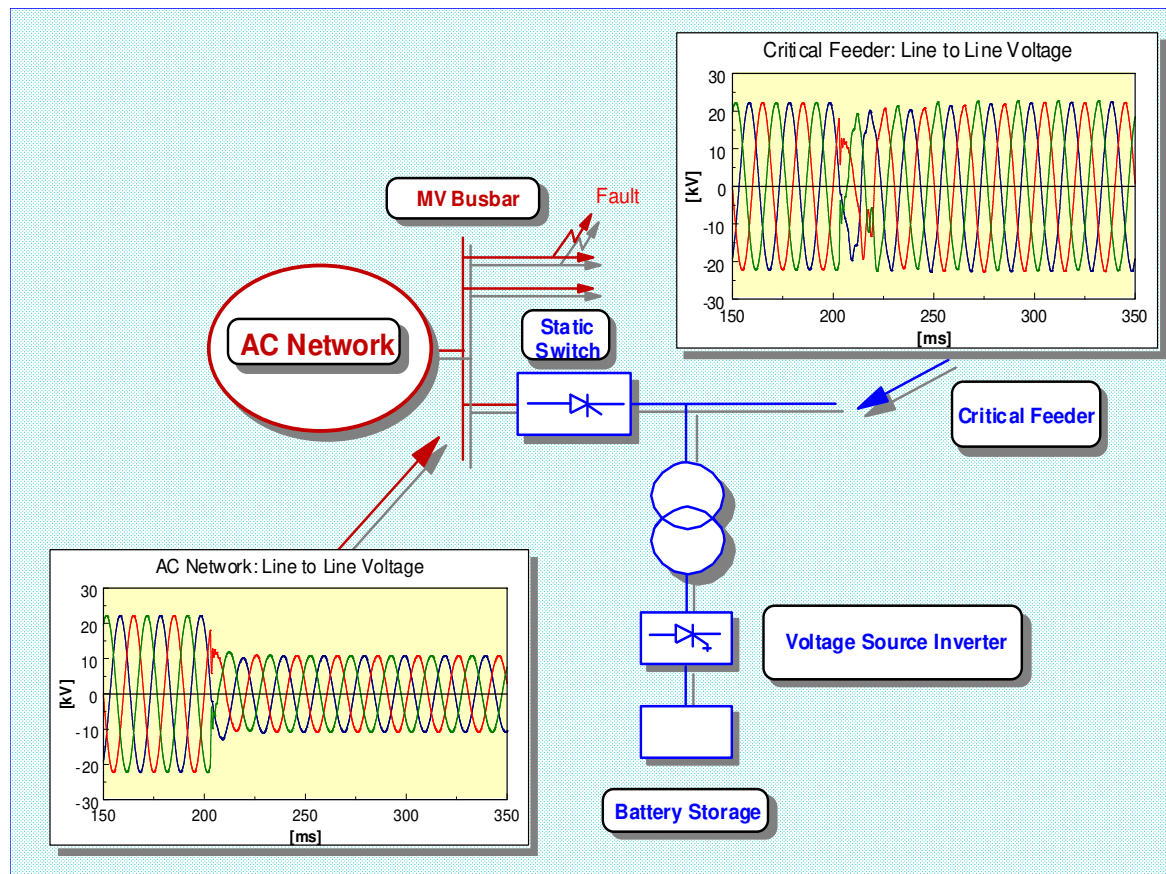 Critical Feeder: Line to Line Voltage
30
20
10
0
-10
-20
-30
[kV]
150
200
250
300
350
[ms]
MV Busbar
Fault
AC Network
Static
Switch
Critical Feeder
AC Network: Line to Line Voltage
30
20
10
0
-10
-20
-30
[kV]
150
200
250
300
350
[ms]
Voltage Source Inverter
Battery Storage